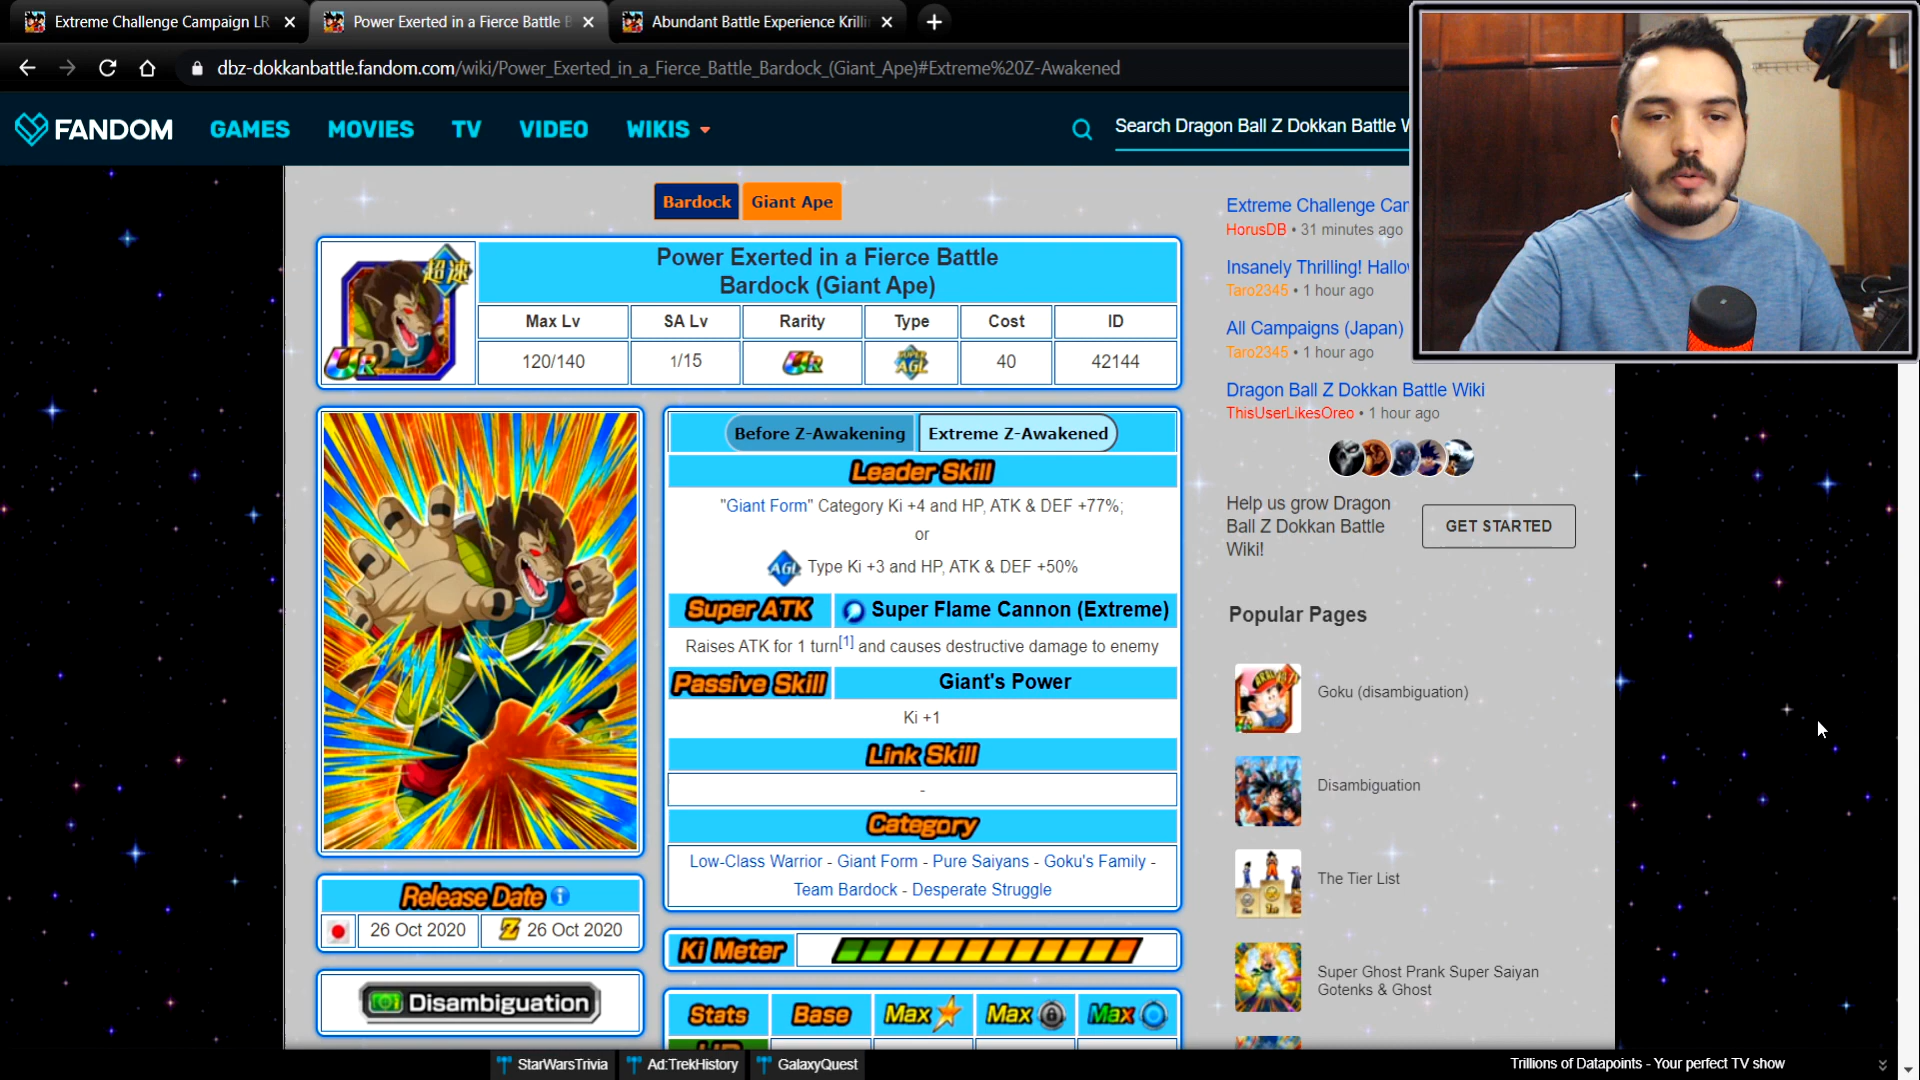 Extreme Challenge Campaign LR
Power Exerted in a Fierce Battle B
Abundant Battle Experience Krilli
dbz-dokkanbattle.fandom.com/wiki/Power_Exerted_in_a_Fierce_Battle_Bardock_(Giant_Ape)#Extreme%20Z-Awakened
FANDOM
GAMES
MOVIES
TV
VIDEO
WIKIS
Search Dragon Ball Z Dokkan Battle W
Bardock
Giant Ape
超速
UR
Power Exerted in a Fierce Battle
Bardock (Giant Ape)
Max Lv
SA Lv
Rarity
Type
Cost
ID
120/140
1/15
UR
SUPER AGL
40
42144
Before Z-Awakening
Extreme Z-Awakened
Leader Skill
"Giant Form" Category Ki +4 and HP, ATK & DEF +77%;
or
AGL Type Ki +3 and HP, ATK & DEF +50%
Super ATK
Super Flame Cannon (Extreme)
Raises ATK for 1 turn[1] and causes destructive damage to enemy
Passive Skill
Giant's Power
Ki +1
Link Skill
-
Category
Low-Class Warrior - Giant Form - Pure Saiyans - Goku's Family -
Team Bardock - Desperate Struggle
Ki Meter
Stats
Base
Max
Max
Max
Release Date
26 Oct 2020
Z 26 Oct 2020
Disambiguation
Extreme Challenge Car
HorusDB • 31 minutes ago
Insanely Thrilling! Hallo
Taro2345 • 1 hour ago
All Campaigns (Japan)
Taro2345 • 1 hour ago
Dragon Ball Z Dokkan Battle Wiki
ThisUserLikesOreo • 1 hour ago
Help us grow Dragon
Ball Z Dokkan Battle
Wiki!
GET STARTED
Popular Pages
Goku (disambiguation)
Disambiguation
The Tier List
Super Ghost Prank Super Saiyan
Gotenks & Ghost
StarWarsTrivia
Ad:TrekHistory
GalaxyQuest
Trillions of Datapoints - Your perfect TV show